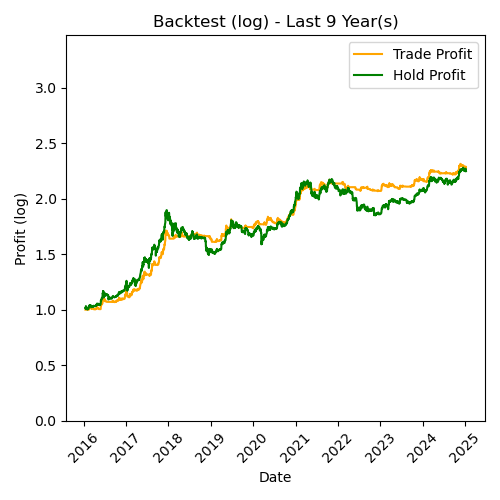 Backtest (log) - Last 9 Year(s)
Trade Profit
Hold Profit
Profit (log)
3.0
2.5
2.0
1.5
1.0
0.5
0.0
2016 2017 2018 2019 2020 2021 2022 2023 2024 2025
Date